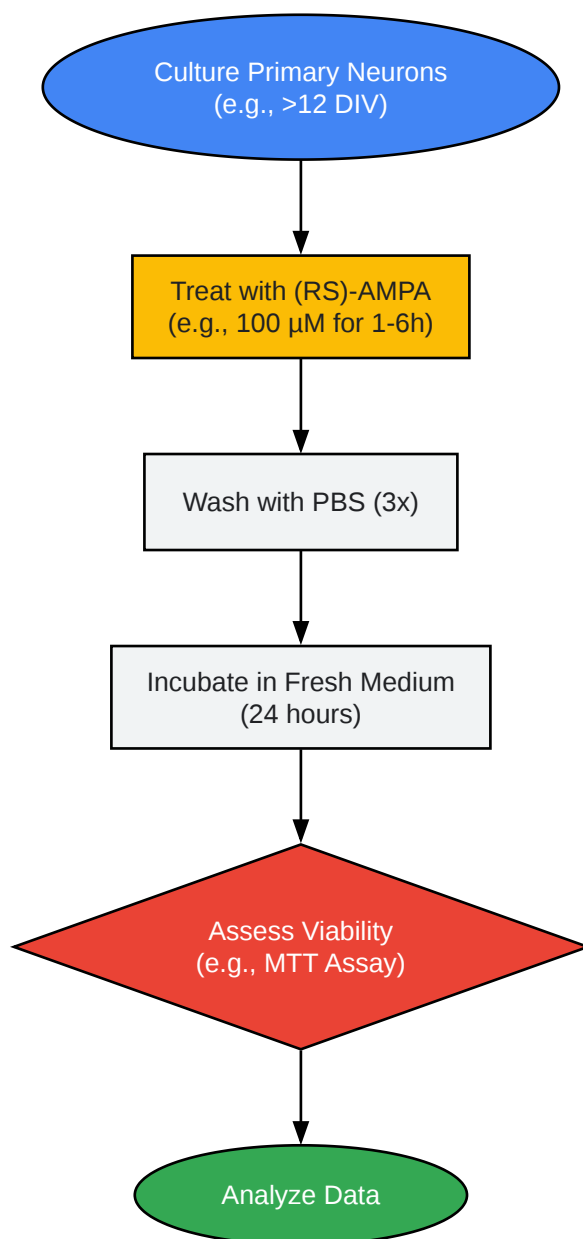 Culture Primary Neurons
(e.g., >12 DIV)
Treat with (RS)-AMPA
(e.g., 100 µM for 1-6h)
Wash with PBS (3x)
Incubate in Fresh Medium
(24 hours)
Assess Viability
(e.g., MTT Assay)
Analyze Data